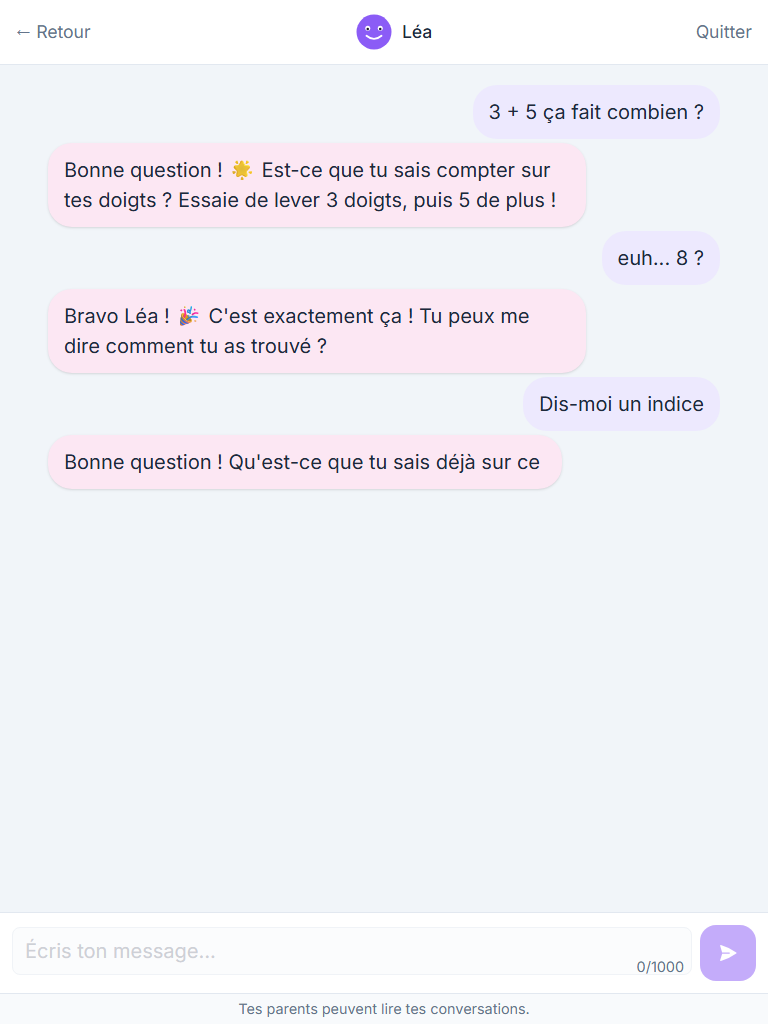 ← Retour
Léa
Quitter
3 + 5 ça fait combien ?
Bonne question ! 🌟 Est-ce que tu sais compter sur
tes doigts ? Essaie de lever 3 doigts, puis 5 de plus !
euh... 8 ?
Bravo Léa ! 🎉 C'est exactement ça ! Tu peux me
dire comment tu as trouvé ?
Dis-moi un indice
Bonne question ! Qu'est-ce que tu sais déjà sur ce
Écris ton message...
0/1000
Tes parents peuvent lire tes conversations.